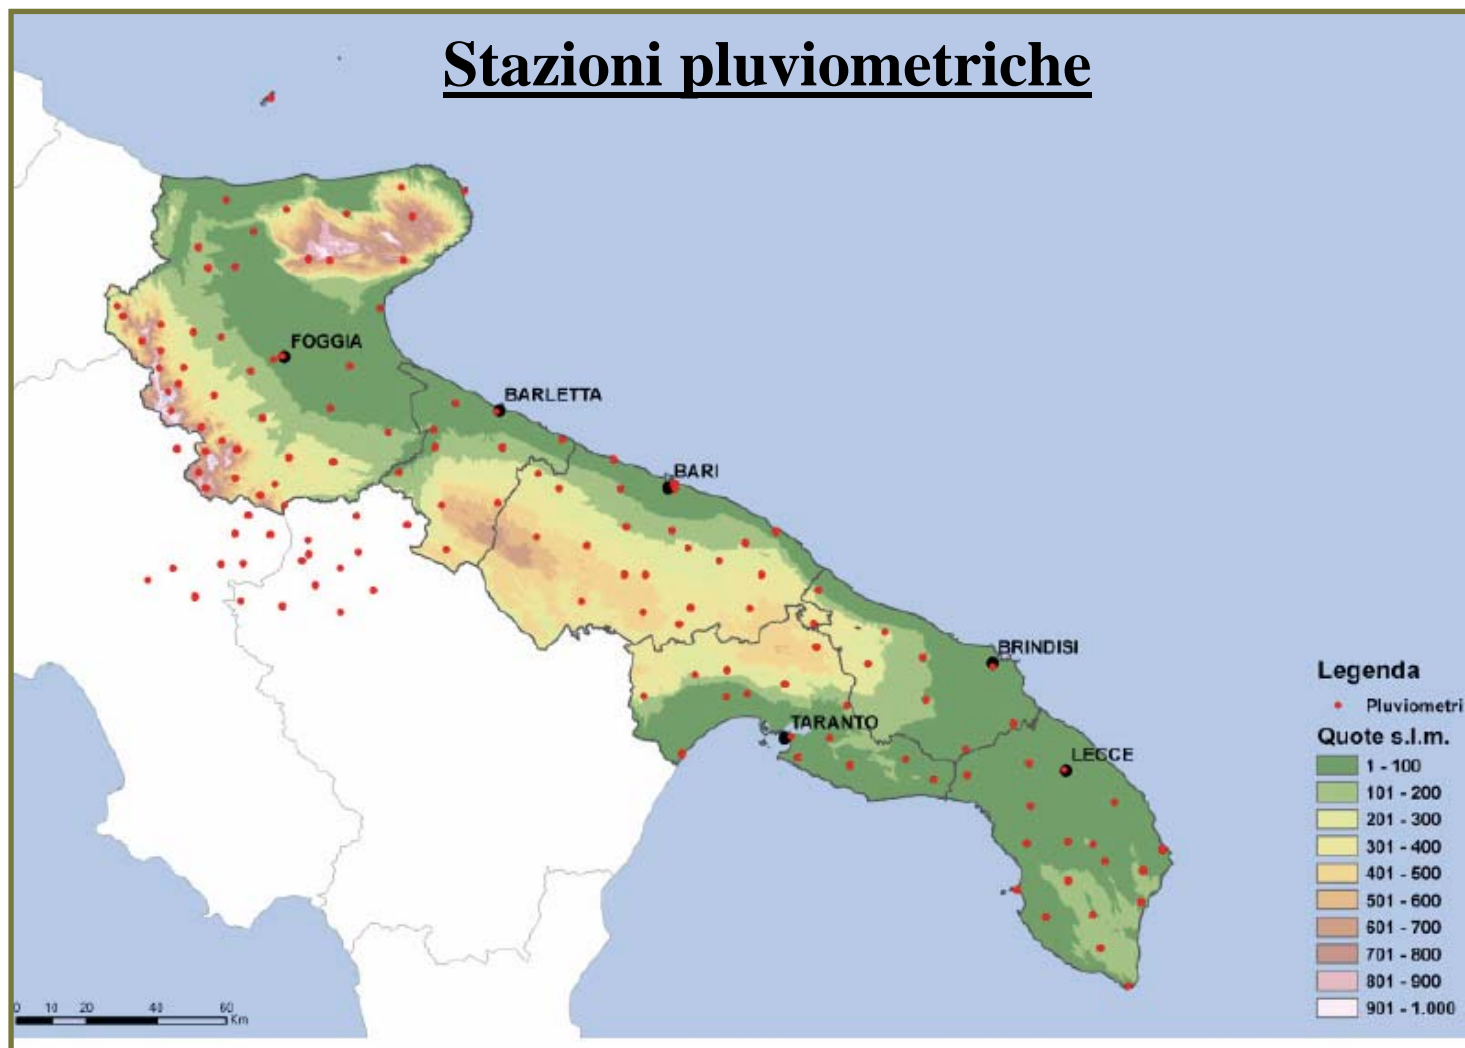 Stazioni pluviometriche
FOGGIA
BARLETTA
BARI
BRINDISI
TARANTO
LECCE
Legenda
Pluviometri
Quote s.l.m.
1 - 100
101 - 200
201 - 300
301 - 400
401 - 500
501 - 600
601 - 700
701 - 800
801 - 900
901 - 1.000
0 10 20 40 60
Km